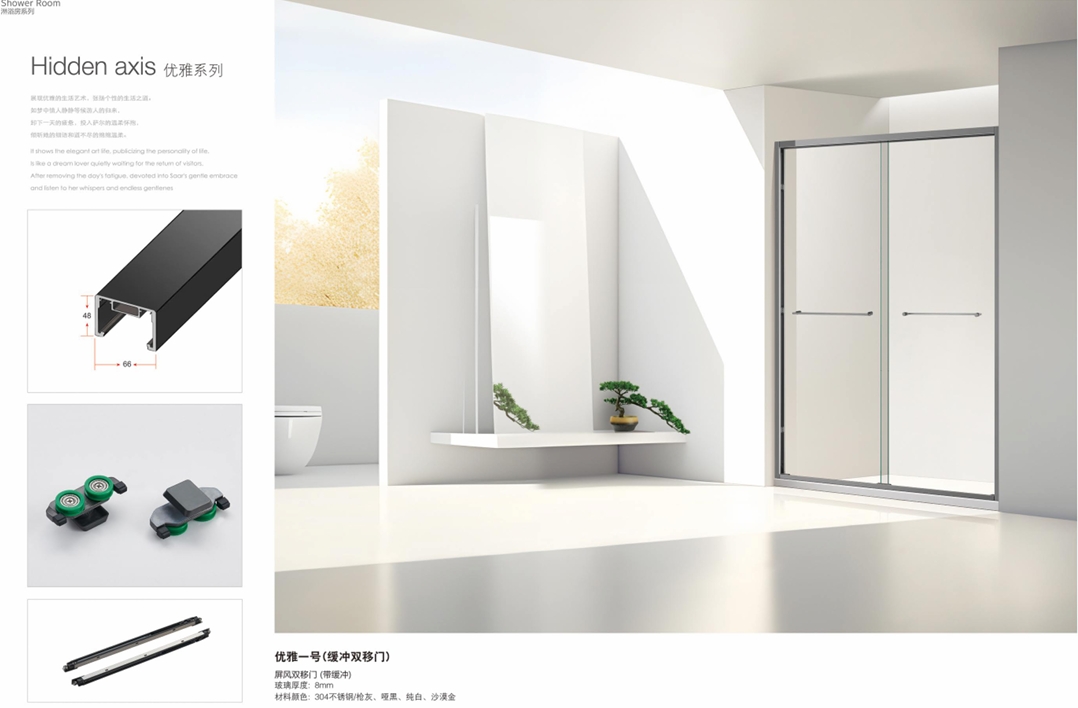 Shower Room
淋浴房系列
Hidden axis 优雅系列
it shows the elegant art life, publicizing the personality of life,
is like a dream lover quietly waiting for the return of visitors.
After removing the day's fatigue, devoted into Saar's gentle embrace
and listen to her whispers and endless gentlenes
48
66
优雅一号(缓冲双移门)
屏风双移门 (带缓冲)
玻璃厚度: 8mm
材料颜色: 304不锈钢/枪灰、哑黑、纯白、沙漠金